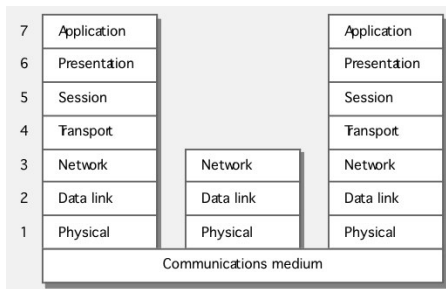 7 Application Application
6 Presentation Presentation
5 Session Session
4 Transport Transport
3 Network Network Network
2 Data link Data link Data link
1 Physical Physical Physical
Communications medium